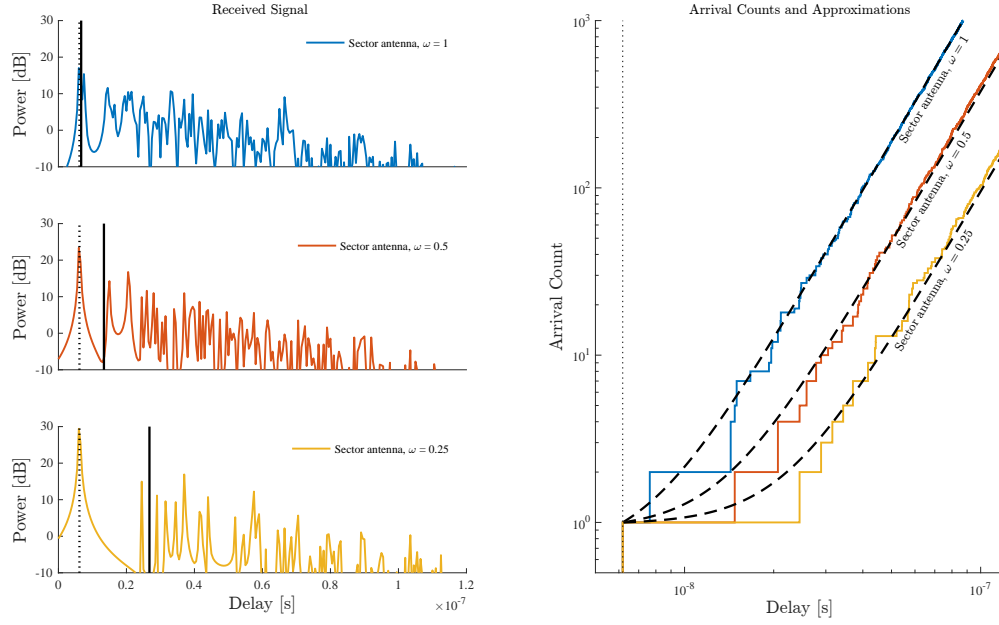 Received Signal
30
20
10
0
-10
Power [dB]
Sector antenna, ω = 1
30
20
10
0
-10
Power [dB]
Sector antenna, ω = 0.5
30
20
10
0
-10
Power [dB]
Sector antenna, ω = 0.25
0 0.2 0.4 0.6 0.8 1 1.2
×10⁻⁷
Delay [s]
Arrival Counts and Approximations
10³
10²
10¹
10⁰
Arrival Count
Sector antenna, ω = 1
Sector antenna, ω = 0.5
Sector antenna, ω = 0.25
10⁻⁸ 10⁻⁷
Delay [s]